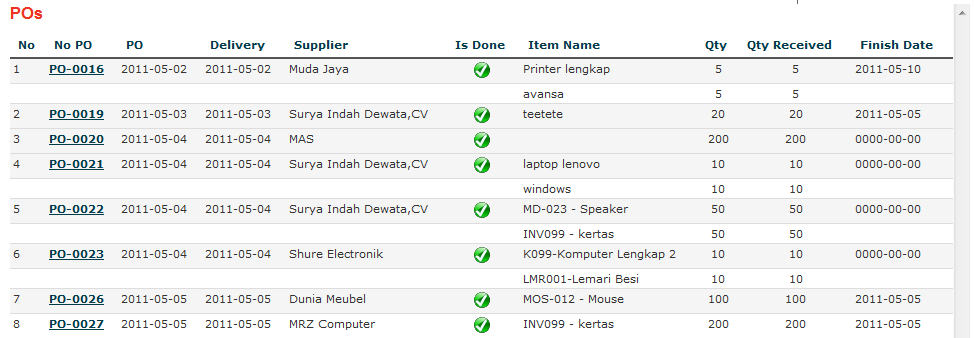 POs
No No PO PO Delivery Supplier Is Done Item Name Qty Qty Received Finish Date
1 PO-0016 2011-05-02 2011-05-02 Muda Jaya Printer lengkap 5 5 2011-05-10
avansa 5 5
2 PO-0019 2011-05-03 2011-05-03 Surya Indah Dewata,CV teetete 20 20 2011-05-05
3 PO-0020 2011-05-04 2011-05-04 MAS 200 200 0000-00-00
4 PO-0021 2011-05-04 2011-05-04 Surya Indah Dewata,CV laptop lenovo 10 10 0000-00-00
windows 10 10
5 PO-0022 2011-05-04 2011-05-04 Surya Indah Dewata,CV MD-023 - Speaker 50 50 0000-00-00
INV099 - kertas 50 50
6 PO-0023 2011-05-04 2011-05-04 Shure Electronik K099-Komputer Lengkap 2 10 10 0000-00-00
LMR001-Lemari Besi 10 10
7 PO-0026 2011-05-05 2011-05-05 Dunia Meubel MOS-012 - Mouse 100 100 2011-05-05
8 PO-0027 2011-05-05 2011-05-05 MRZ Computer INV099 - kertas 200 200 2011-05-05